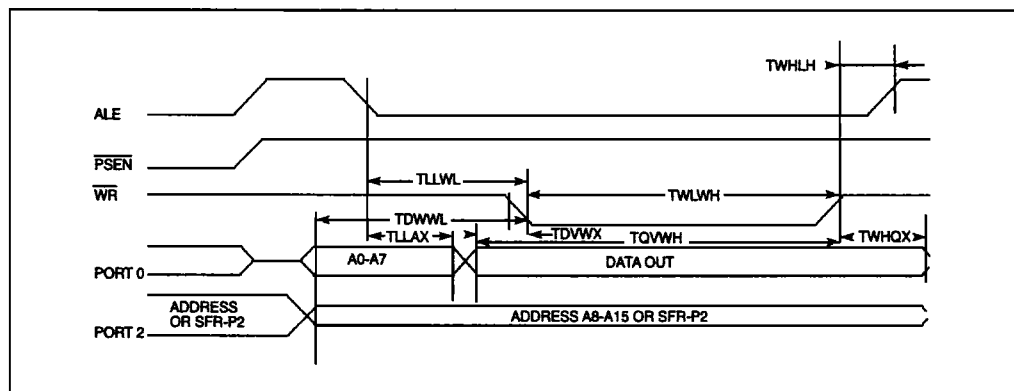 TWHLH
ALE
PSEN
TLLWL
TWLWH
WR
TDWWL
TLLAX
TDVWX
TQVWH
TWHQX
PORT 0
A0-A7
DATA OUT
ADDRESS
OR SFR-P2
PORT 2
ADDRESS A8-A15 OR SFR-P2